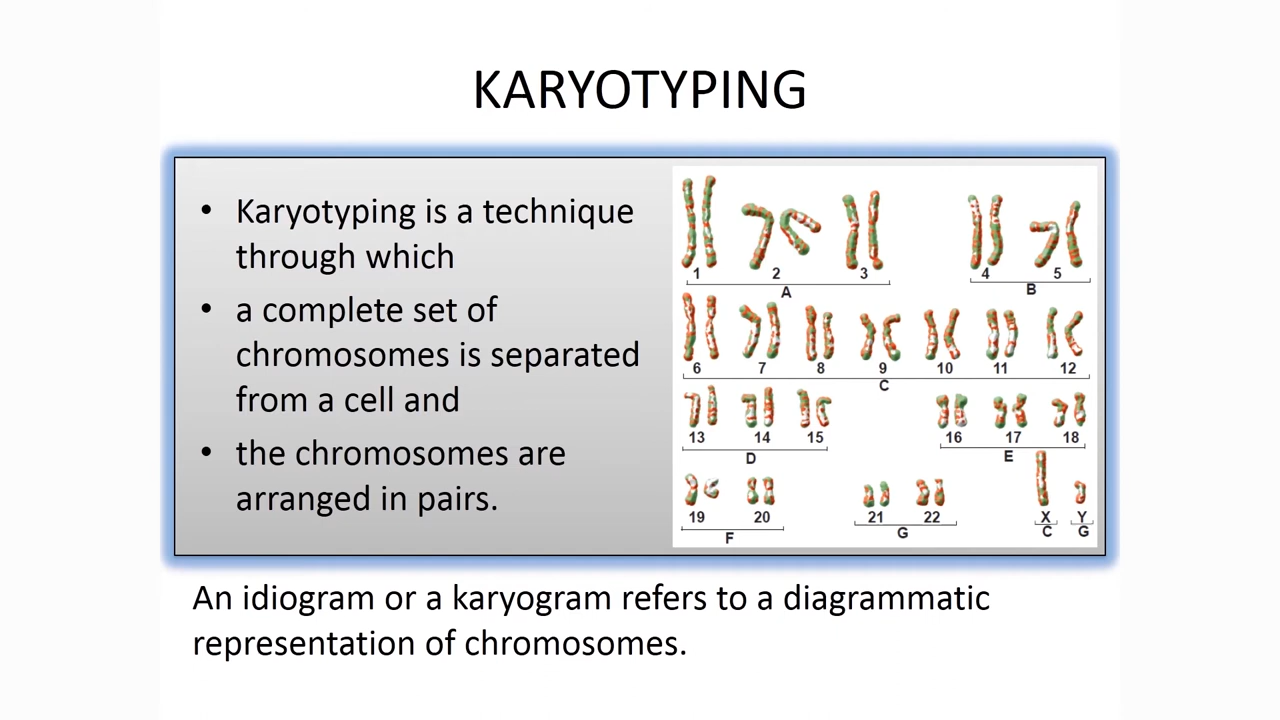 KARYOTYPING
• Karyotyping is a technique
through which
• a complete set of
chromosomes is separated
from a cell and
• the chromosomes are
arranged in pairs.
1 2 3 4 5
A B
6 7 8 9 10 11 12
C
13 14 15 16 17 18
D E
19 20 21 22 X Y
F G C G
An idiogram or a karyogram refers to a diagrammatic
representation of chromosomes.